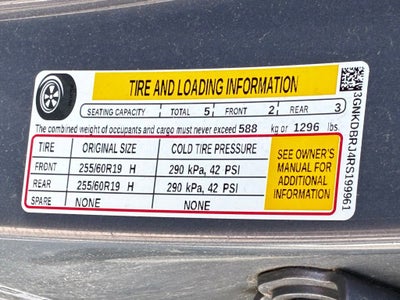 TIRE AND LOADING INFORMATION
SEATING CAPACITY TOTAL 5 FRONT 2 REAR 3
The combined weight of occupants and cargo must never exceed 588 kg or 1296 lbs.
TIRE ORIGINAL SIZE COLD TIRE PRESSURE
FRONT 255/60R19 H 290 kPa, 42 PSI
REAR 255/60R19 H 290 kPa, 42 PSI
SPARE NONE NONE
SEE OWNER'S
MANUAL FOR
ADDITIONAL
INFORMATION
3GNKDBRJ4RS199961